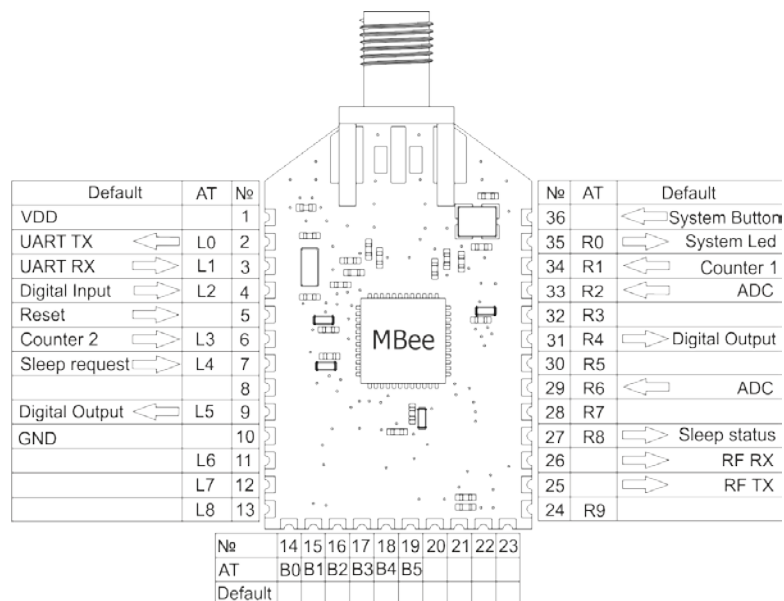 Default AT №
VDD 1
UART TX L0 2
UART RX L1 3
Digital Input L2 4
Reset 5
Counter 2 L3 6
Sleep request L4 7
8
Digital Output L5 9
GND 10
L6 11
L7 12
L8 13
MBee
№ AT Default
36 System Button
35 R0 System Led
34 R1 Counter 1
33 R2 ADC
32 R3
31 R4 Digital Output
30 R5
29 R6 ADC
28 R7
27 R8 Sleep status
26 RF RX
25 RF TX
24 R9
№ 14 15 16 17 18 19 20 21 22 23
AT B0 B1 B2 B3 B4 B5
Default